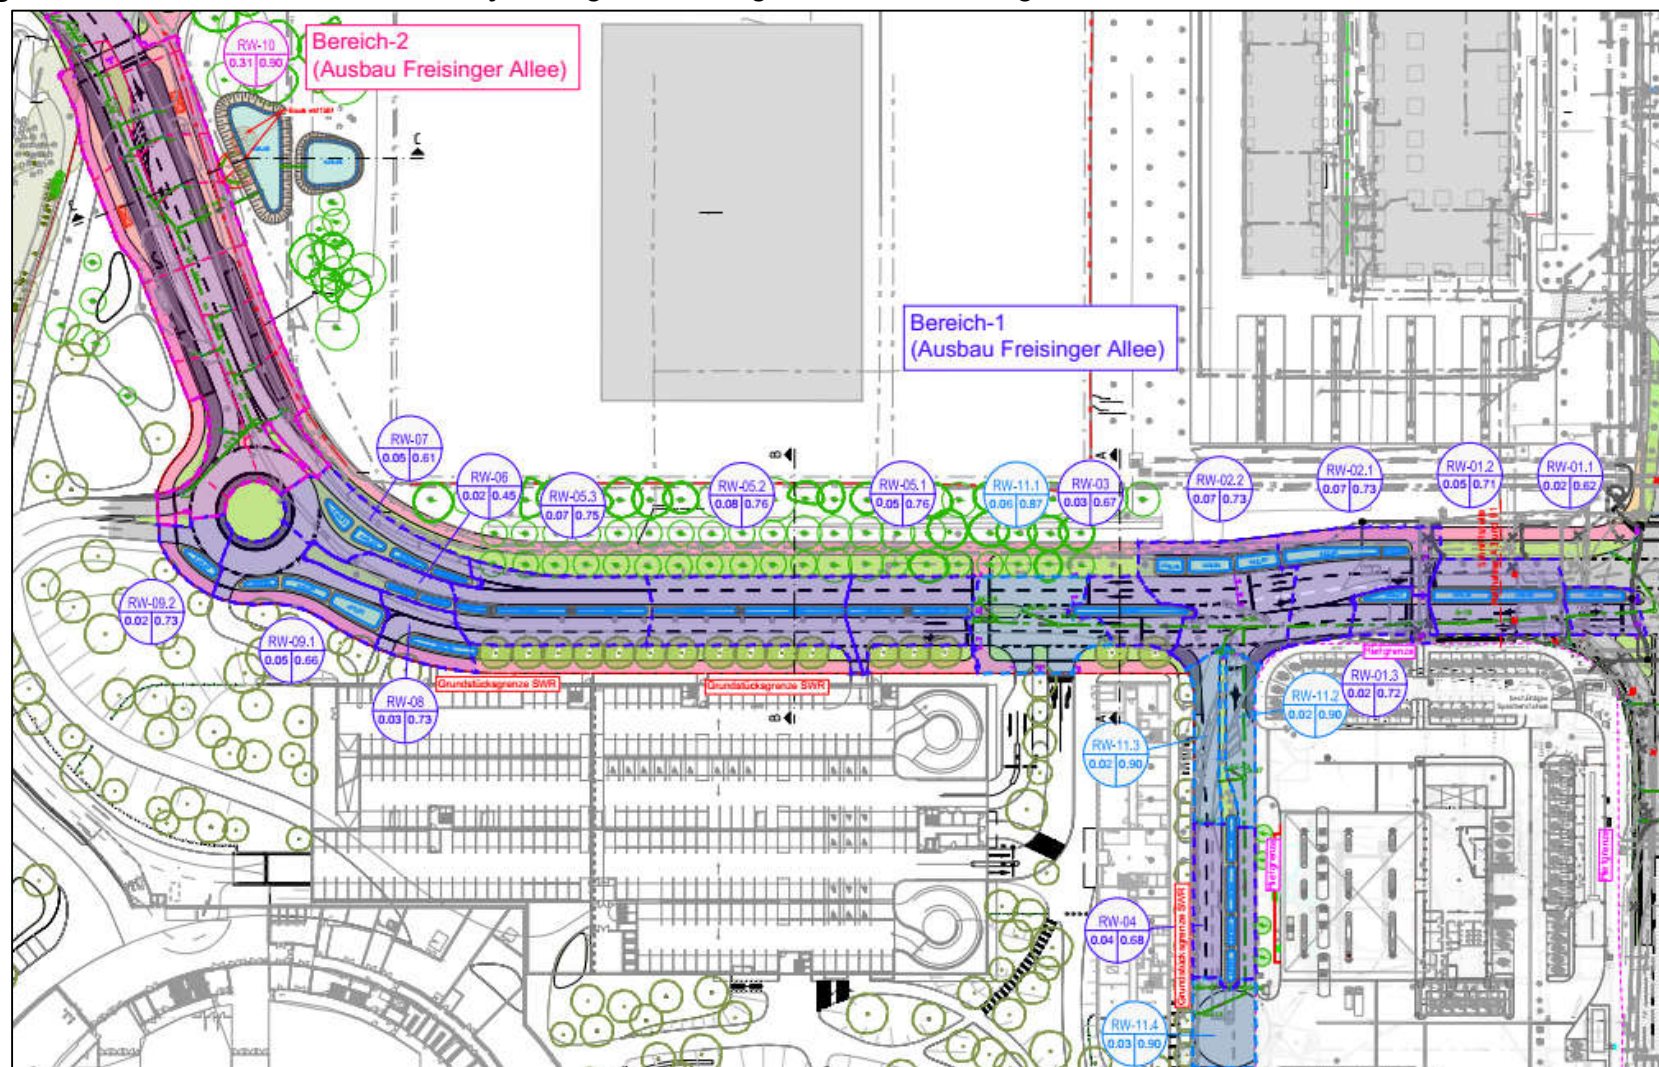 RW-10
0.31 0.90
Bereich-2
(Ausbau Freisinger Allee)
C
Bereich-1
(Ausbau Freisinger Allee)
RW-07
0.05 0.61
RW-06
0.02 0.45
RW-05.3
0.07 0.75
B
RW-05.2
0.08 0.76
RW-05.1
0.05 0.76
RW-11.1
0.06 0.87
RW-03
0.03 0.67
A
RW-02.2
0.07 0.73
RW-02.1
0.07 0.73
RW-01.2
0.05 0.71
RW-01.1
0.02 0.62
RW-09.2
0.02 0.73
RW-09.1
0.05 0.66
RW-08
0.03 0.73
Grundstücksgrenze SWR
Grundstücksgrenze SWR
B
A
Mietgrenze
RW-01.3
0.02 0.72
RW-11.2
0.02 0.90
RW-11.3
0.02 0.90
Mietgrenze
Mietgrenze
Grundstücksgrenze SWR
RW-04
0.04 0.68
RW-11.4
0.03 0.90